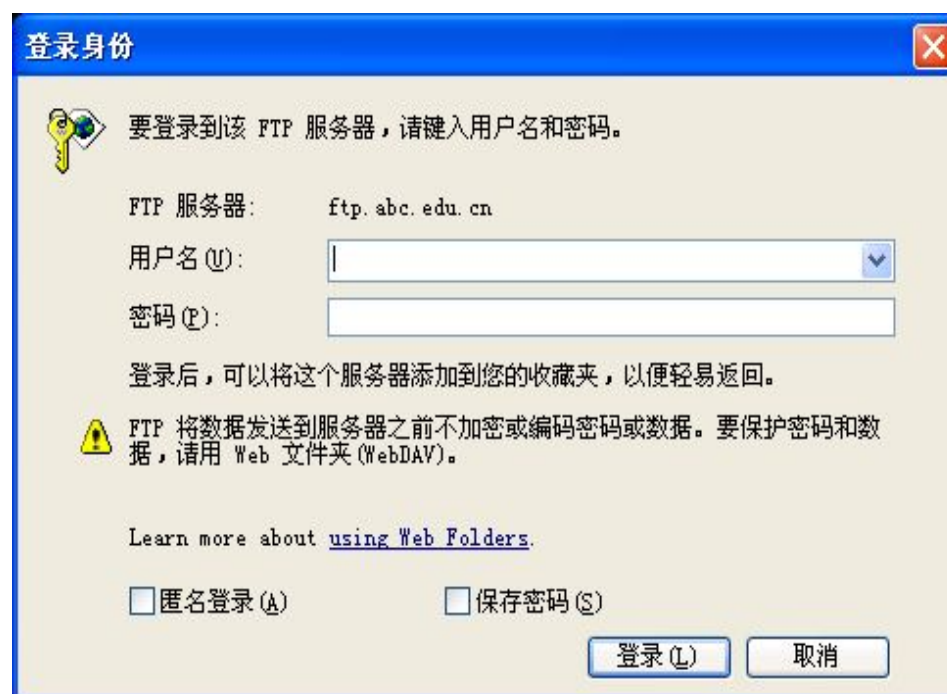 登录身份
要登录到该 FTP 服务器，请键入用户名和密码。
FTP 服务器: ftp.abc.edu.cn
用户名(U):
密码(P):
登录后，可以将这个服务器添加到您的收藏夹，以便轻易返回。
FTP 将数据发送到服务器之前不加密或编码密码或数据。要保护密码和数
据，请用 Web 文件夹(WebDAV)。
Learn more about using Web Folders.
匿名登录(A) 保存密码(S)
登录(L) 取消